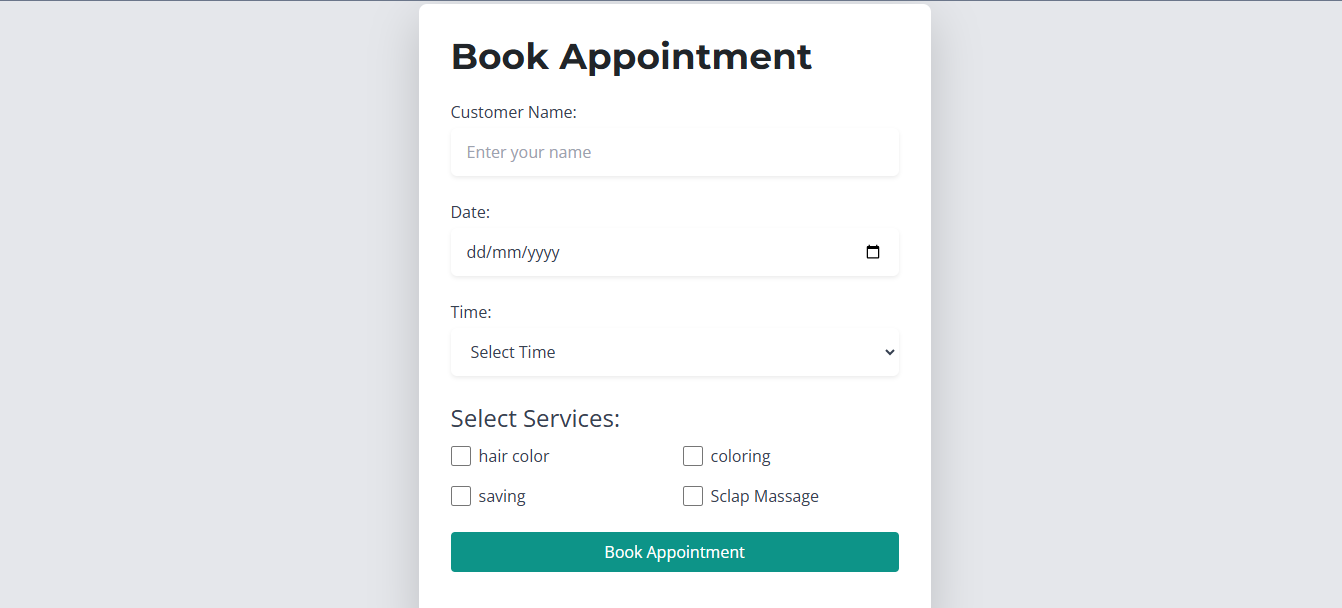 Book Appointment
Customer Name:
Enter your name
Date:
dd/mm/yyyy
Time:
Select Time
Select Services:
hair color
coloring
saving
Sclap Massage
Book Appointment